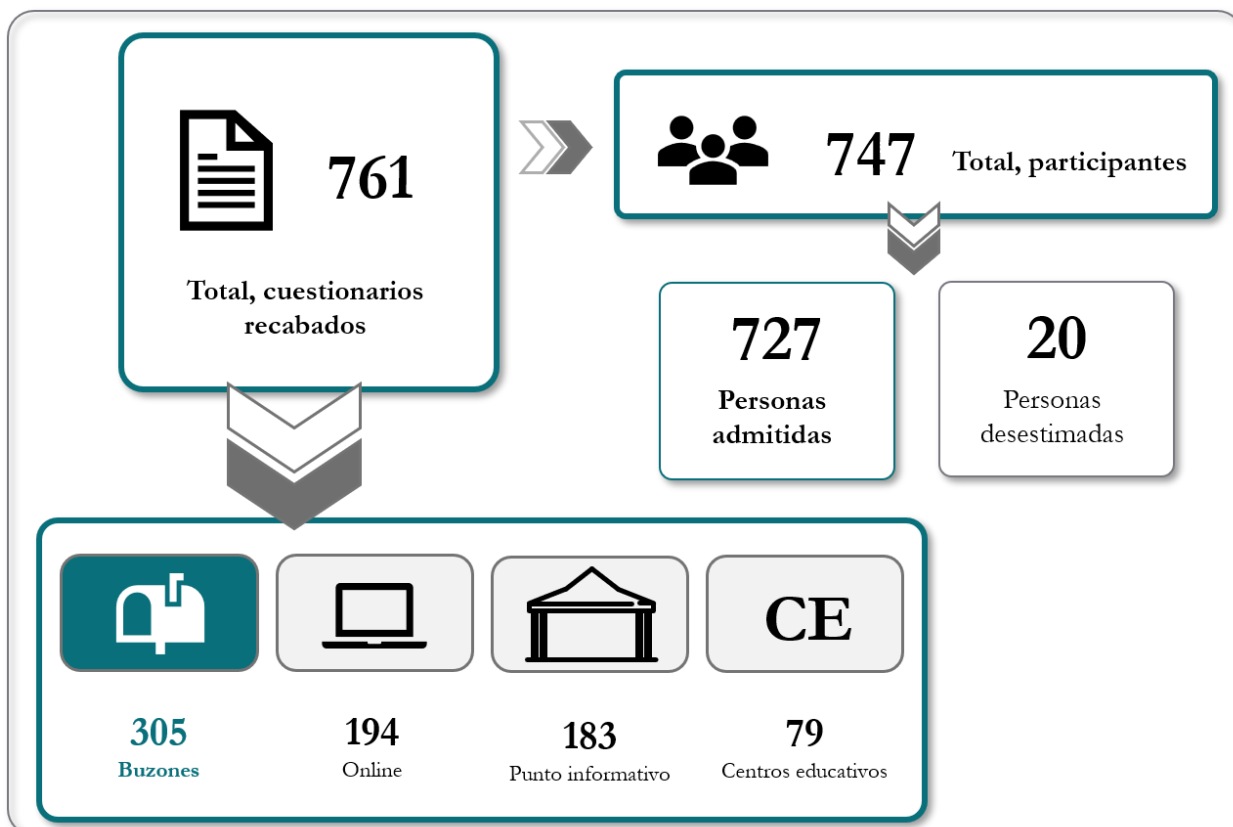 761
Total, cuestionarios
recabados
747 Total, participantes
727
Personas
admitidas
20
Personas
desestimadas
CE
305
Buzones
194
Online
183
Punto informativo
79
Centros educativos